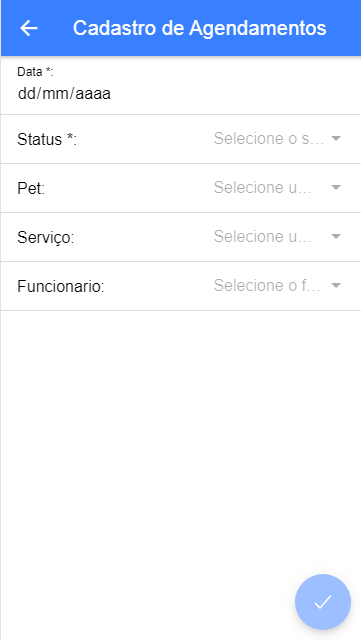 Cadastro de Agendamentos
Data *:
dd/mm/aaaa
Status *: Selecione o s...
Pet: Selecione u...
Serviço: Selecione u...
Funcionario: Selecione o f...